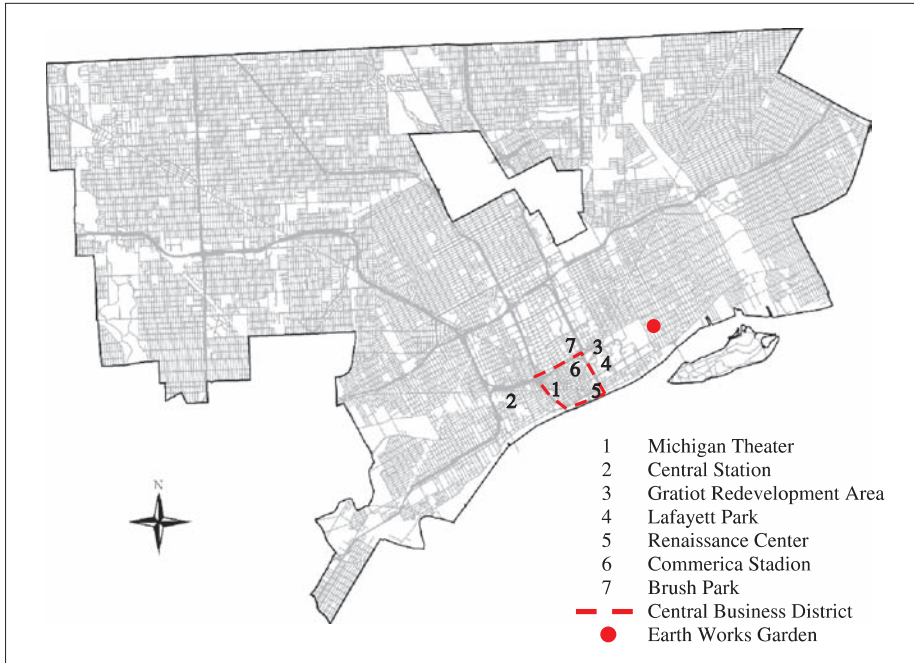 7
3
6
4
1
5
2
N
1 Michigan Theater
2 Central Station
3 Gratiot Redevelopment Area
4 Lafayett Park
5 Renaissance Center
6 Commerica Stadion
7 Brush Park
Central Business District
Earth Works Garden